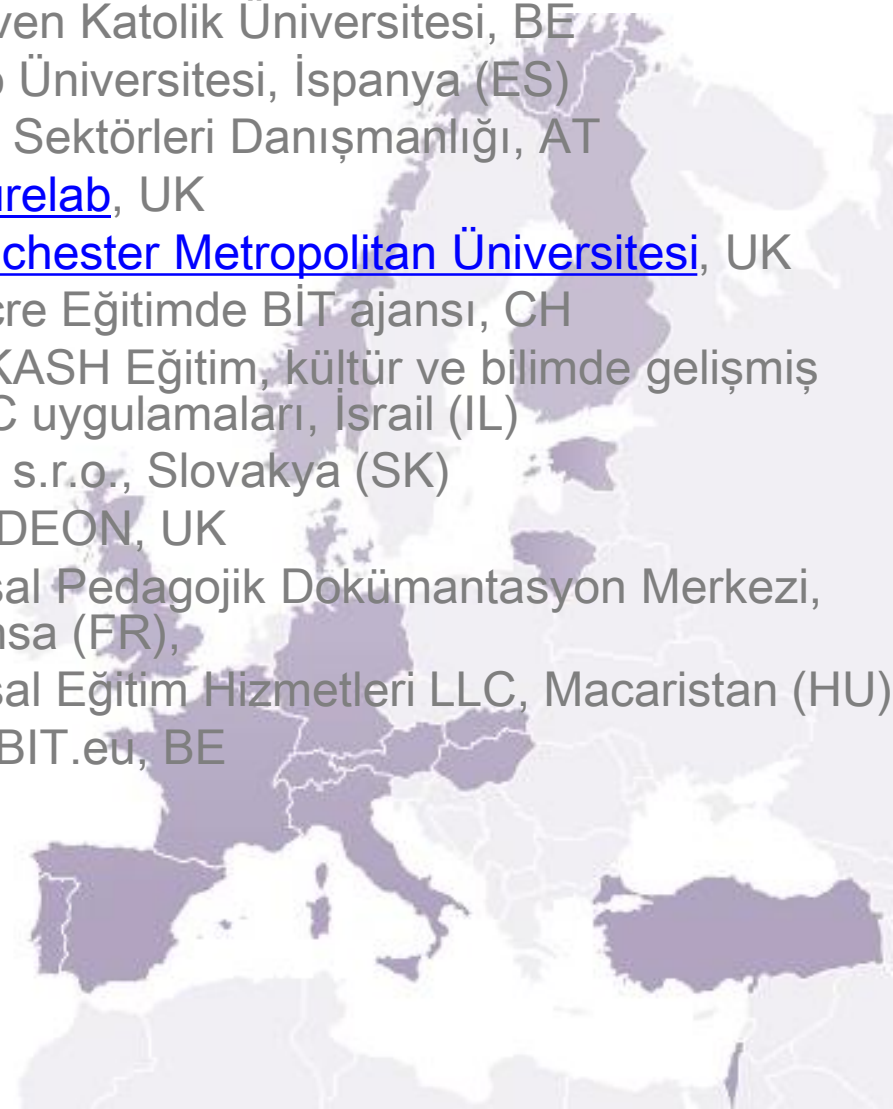 ven Katolik Üniversitesi, BE
Üniversitesi, İspanya (ES)
Sektörleri Danışmanlığı, AT
urelab, UK
chester Metropolitan Üniversitesi, UK
cre Eğitimde BİT ajansı, CH
KASH Eğitim, kültür ve bilimde gelişmiş
C uygulamaları, İsrail (IL)
s.r.o., Slovakya (SK)
DEON, UK
sal Pedagojik Dokümantasyon Merkezi,
nsa (FR),
sal Eğitim Hizmetleri LLC, Macaristan (HU)
BIT.eu, BE